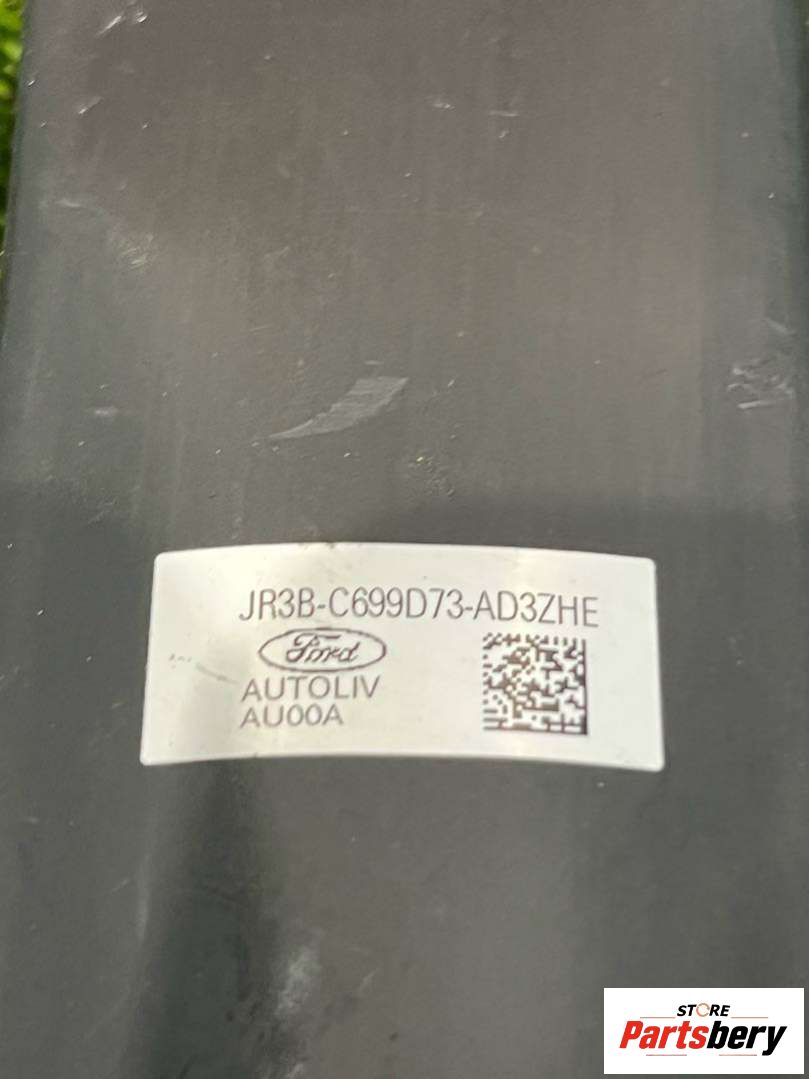 JR3B-C699D73-AD3ZHE
Ford
AUTOLIV
AU00A
STORE
Partsbery